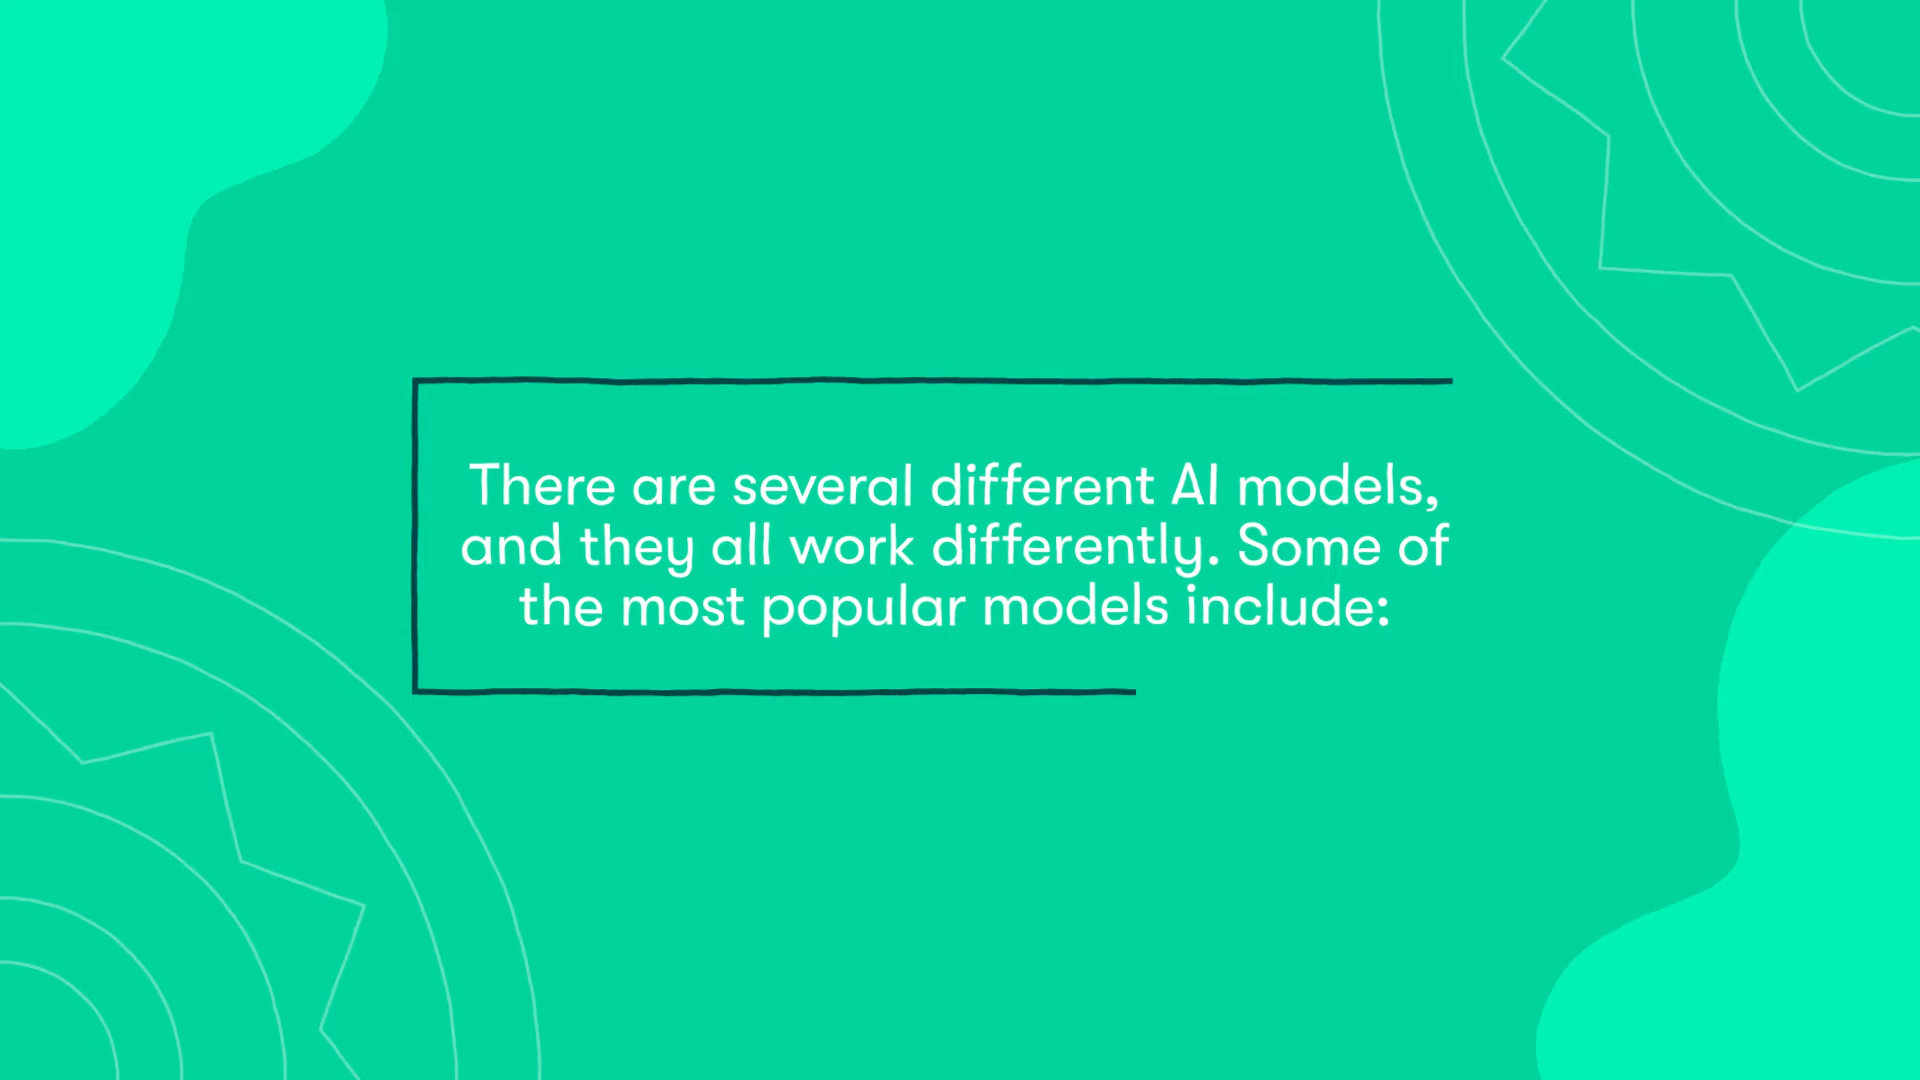 There are several different AI models,
and they all work differently. Some of
the most popular models include: